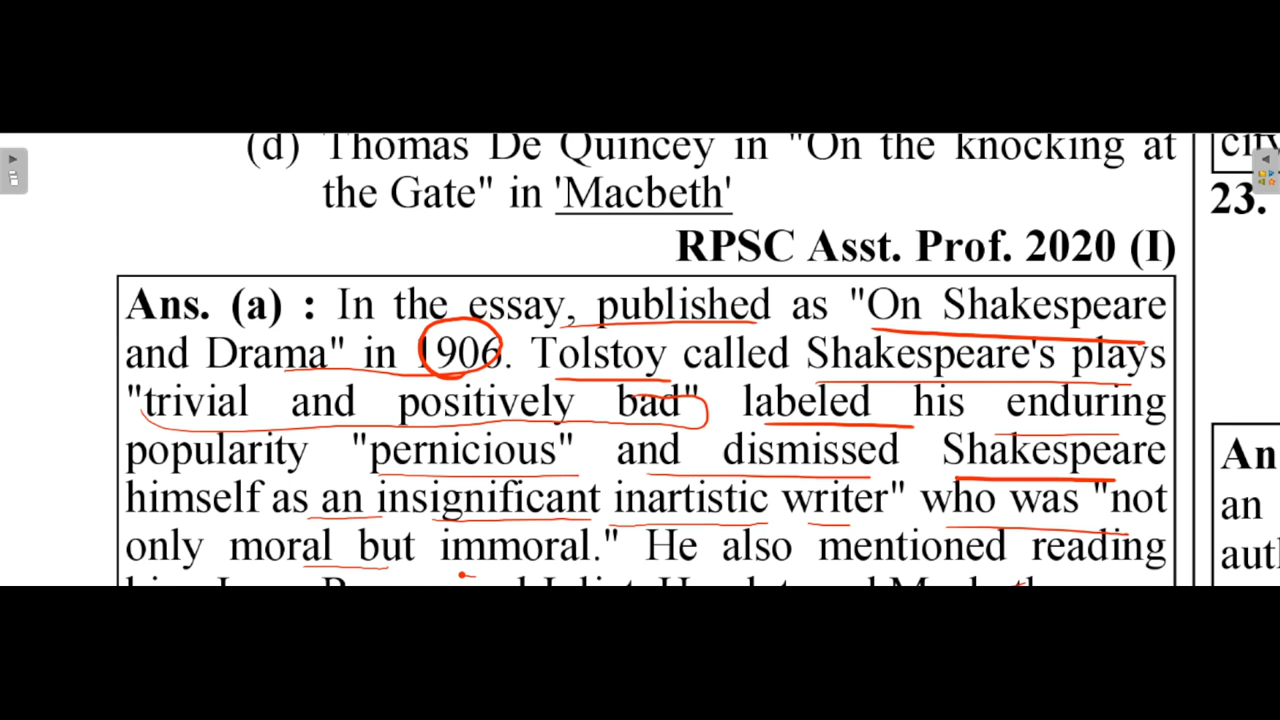 (d) Thomas De Quincey in "On the knocking at
the Gate" in 'Macbeth'
RPSC Asst. Prof. 2020 (I)
Ans. (a) : In the essay, published as "On Shakespeare
and Drama" in 1906. Tolstoy called Shakespeare's plays
"trivial and positively bad" labeled his enduring
popularity "pernicious" and dismissed Shakespeare
himself as an insignificant inartistic writer" who was "not
only moral but immoral." He also mentioned reading
23.
An
an